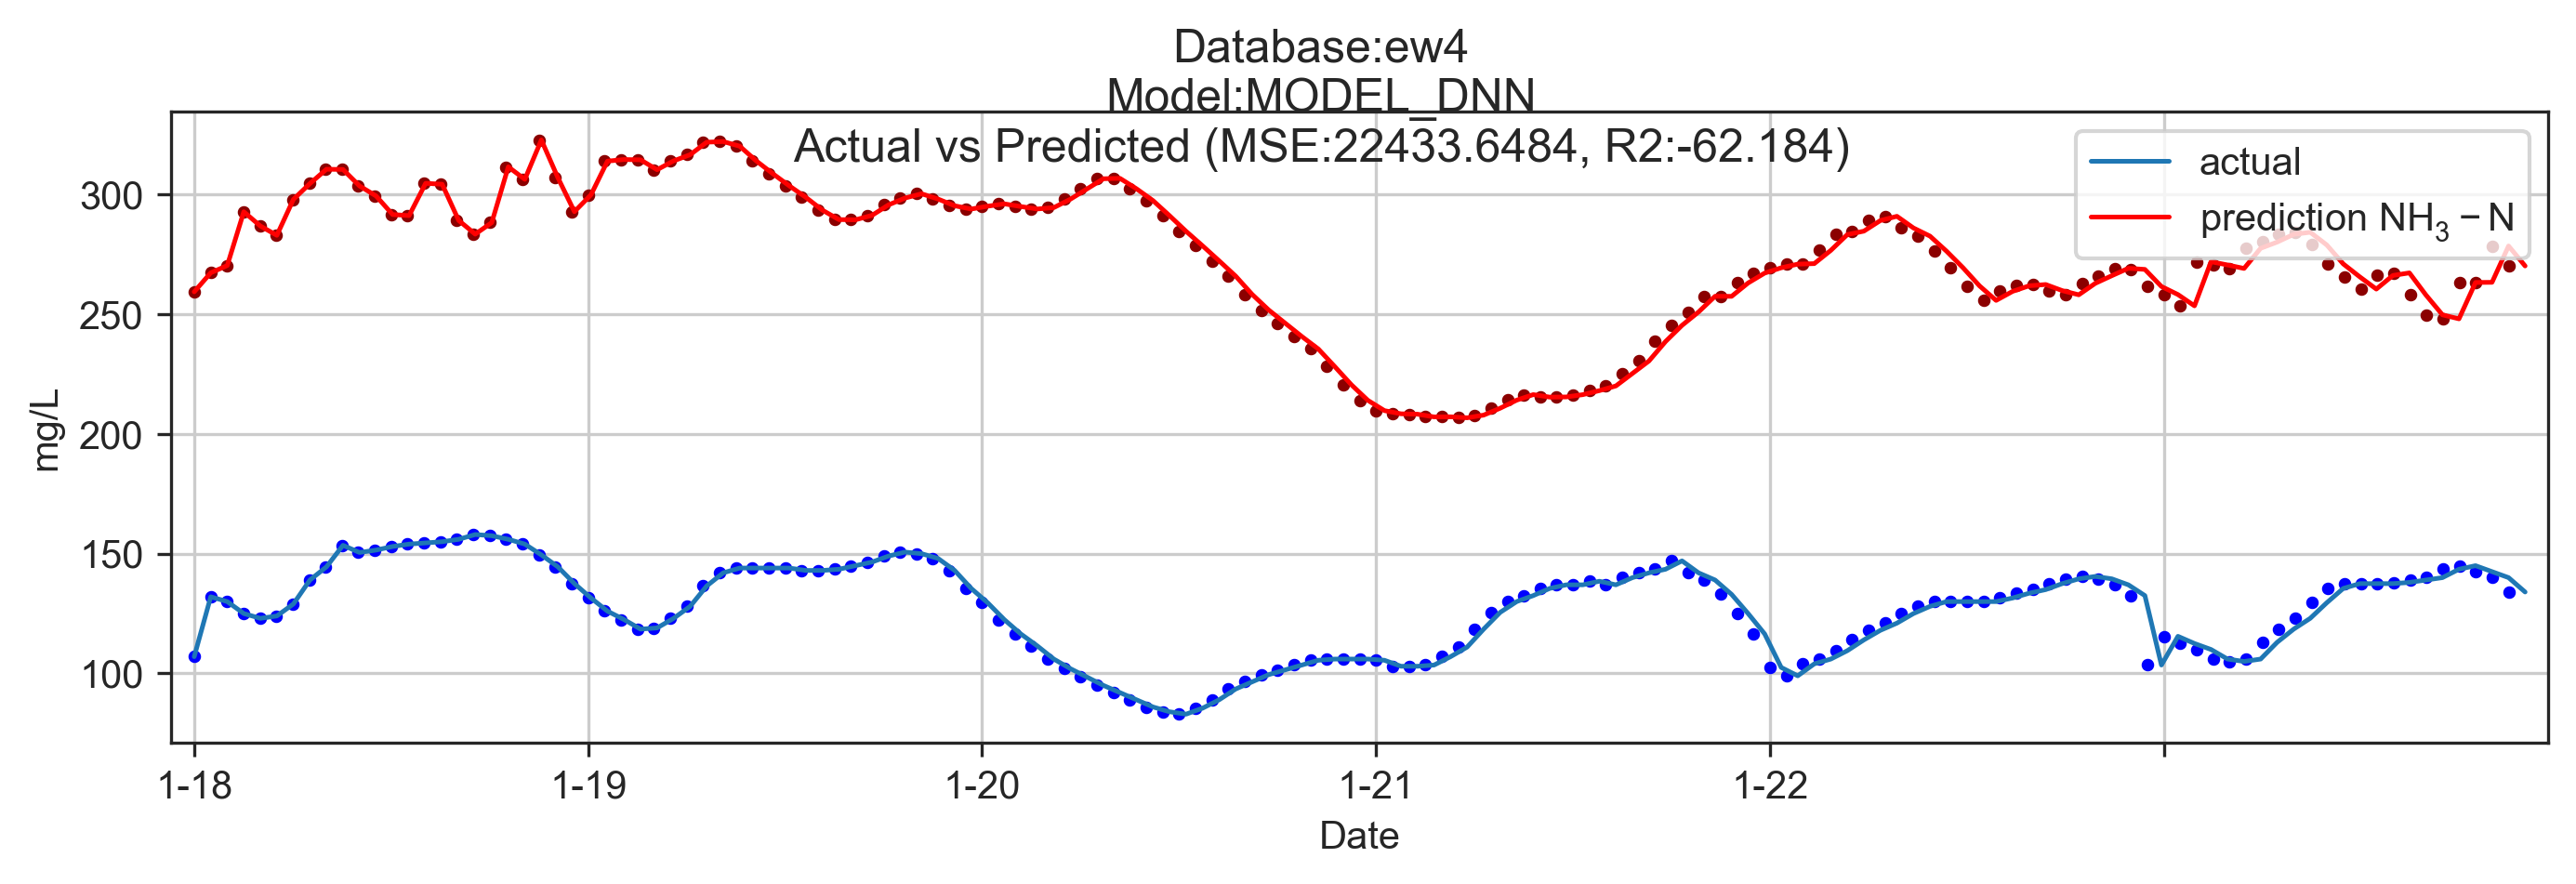 Database:ew4
Model:MODEL_DNN
Actual vs Predicted (MSE:22433.6484, R2:-62.184)
actual
prediction NH₃ − N
300
250
200
150
100
mg/L
1-18 1-19 1-20 1-21 1-22
Date